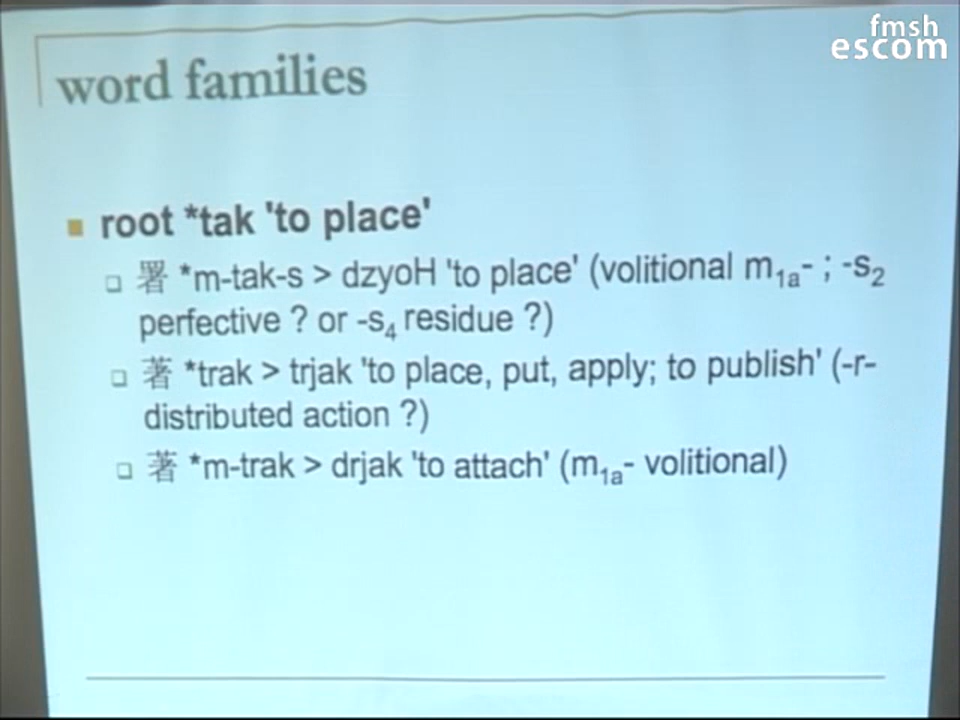 fmsh
escom
word families
root *tak 'to place'
署 *m-tak-s > dzyoH 'to place' (volitional m1a- ; -s2
perfective ? or -s4 residue ?)
著 *trak > trjak 'to place, put, apply; to publish' (-r-
distributed action ?)
著 *m-trak > drjak 'to attach' (m1a- volitional)